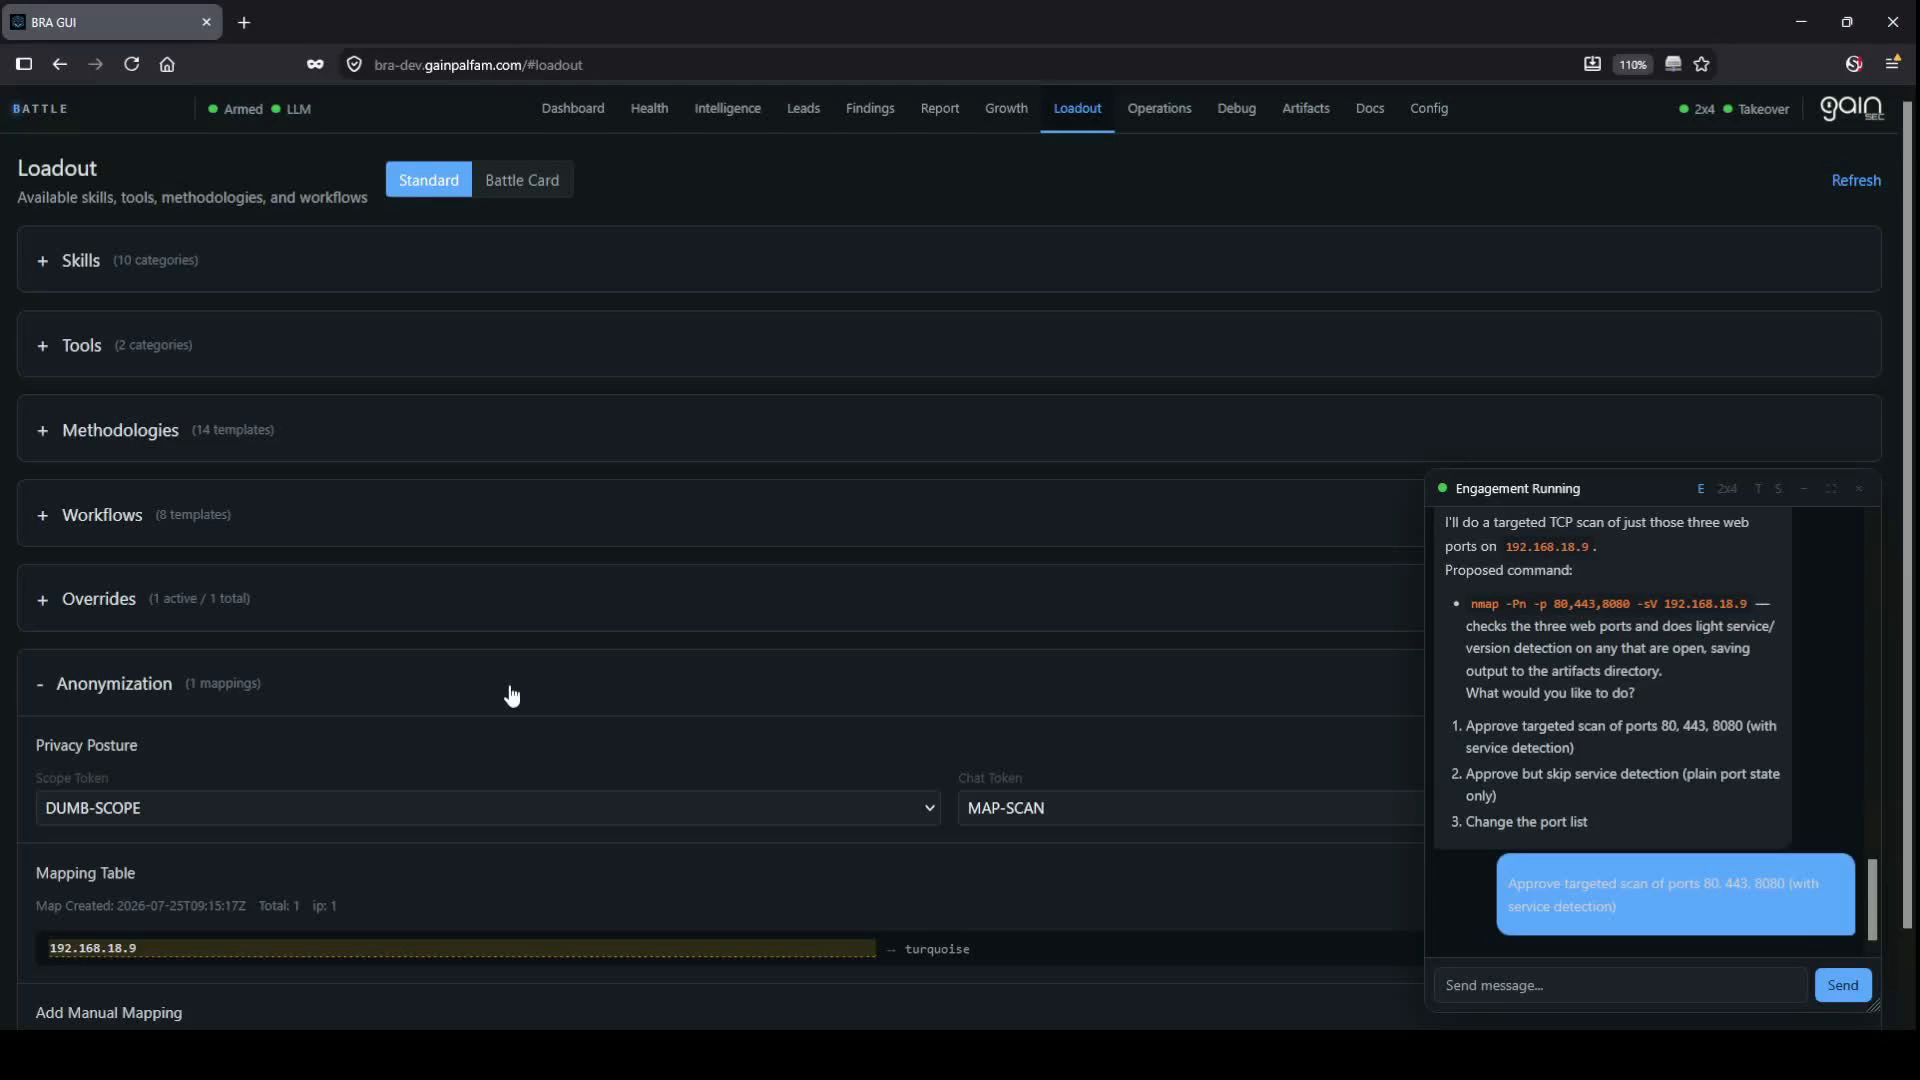 BRA GUI
bra-dev.gainpalfam.com/#loadout
110%
BATTLE
Armed
LLM
Dashboard
Health
Intelligence
Leads
Findings
Report
Growth
Loadout
Operations
Debug
Artifacts
Docs
Config
2x4
Takeover
gain SEC
Loadout
Available skills, tools, methodologies, and workflows
Standard
Battle Card
Refresh
+ Skills (10 categories)
+ Tools (2 categories)
+ Methodologies (14 templates)
+ Workflows (8 templates)
+ Overrides (1 active / 1 total)
- Anonymization (1 mappings)
Privacy Posture
Scope Token
DUMB-SCOPE
Chat Token
MAP-SCAN
Mapping Table
Map Created: 2026-07-25T09:15:17Z Total: 1 ip: 1
192.168.18.9 → turquoise
Add Manual Mapping
Engagement Running
E 2x4 T S
I'll do a targeted TCP scan of just those three web
ports on 192.168.18.9.
Proposed command:
• nmap -Pn -p 80,443,8080 -sV 192.168.18.9 —
checks the three web ports and does light service/
version detection on any that are open, saving
output to the artifacts directory.
What would you like to do?
1. Approve targeted scan of ports 80, 443, 8080 (with
service detection)
2. Approve but skip service detection (plain port state
only)
3. Change the port list
Approve targeted scan of ports 80, 443, 8080 (with
service detection)
Send message...
Send